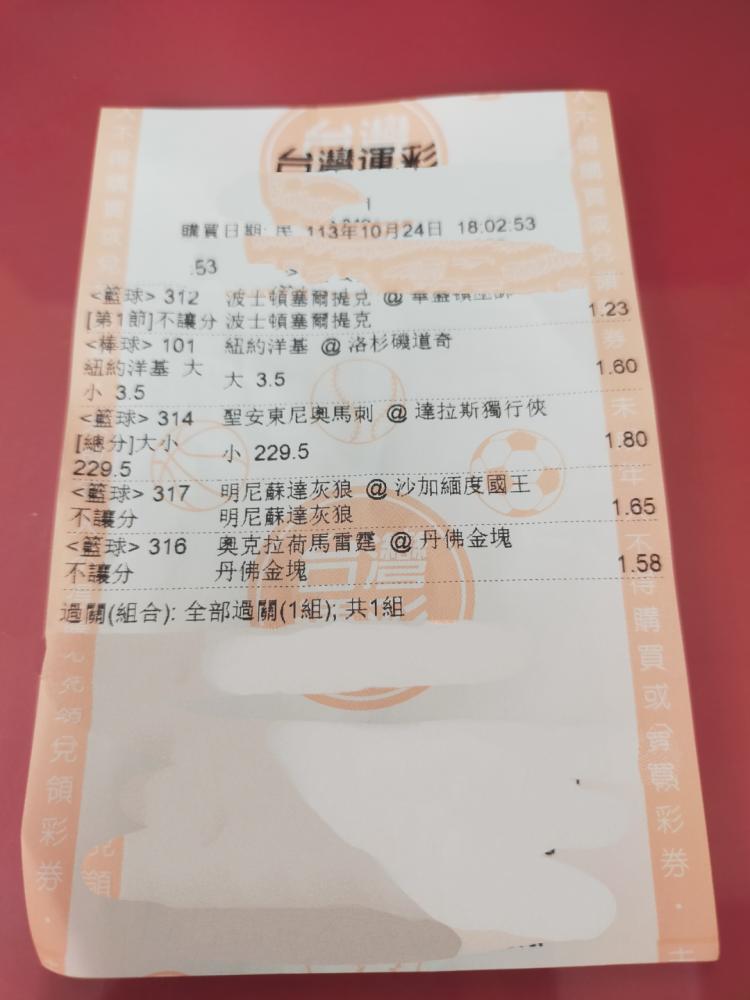 台灣運彩
購買日期: 民 113年10月24日 18:02:53
:53
<籃球> 312 波士頓塞爾提克 @ 華盛頓巫師
[第1節]不讓分 波士頓塞爾提克 1.23
<棒球> 101 紐約洋基 @ 洛杉磯道奇
紐約洋基 大 大 3.5 1.60
小 3.5
<籃球> 314 聖安東尼奧馬刺 @ 達拉斯獨行俠
[總分]大小 小 229.5 1.80
229.5
<籃球> 317 明尼蘇達灰狼 @ 沙加緬度國王
不讓分 明尼蘇達灰狼 1.65
<籃球> 316 奧克拉荷馬雷霆 @ 丹佛金塊
不讓分 丹佛金塊 1.58
過關(組合): 全部過關(1組); 共1組